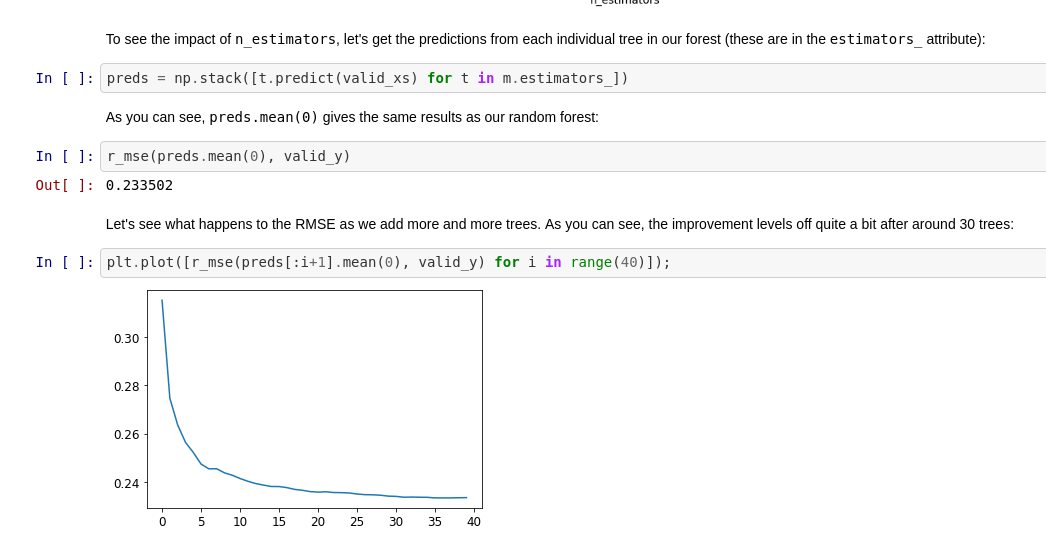 n_estimators
To see the impact of n_estimators, let's get the predictions from each individual tree in our forest (these are in the estimators_ attribute):
In [ ]: preds = np.stack([t.predict(valid_xs) for t in m.estimators_])
As you can see, preds.mean(0) gives the same results as our random forest:
In [ ]: r_mse(preds.mean(0), valid_y)
Out[ ]: 0.233502
Let's see what happens to the RMSE as we add more and more trees. As you can see, the improvement levels off quite a bit after around 30 trees:
In [ ]: plt.plot([r_mse(preds[:i+1].mean(0), valid_y) for i in range(40)]);
0.30
0.28
0.26
0.24
0 5 10 15 20 25 30 35 40